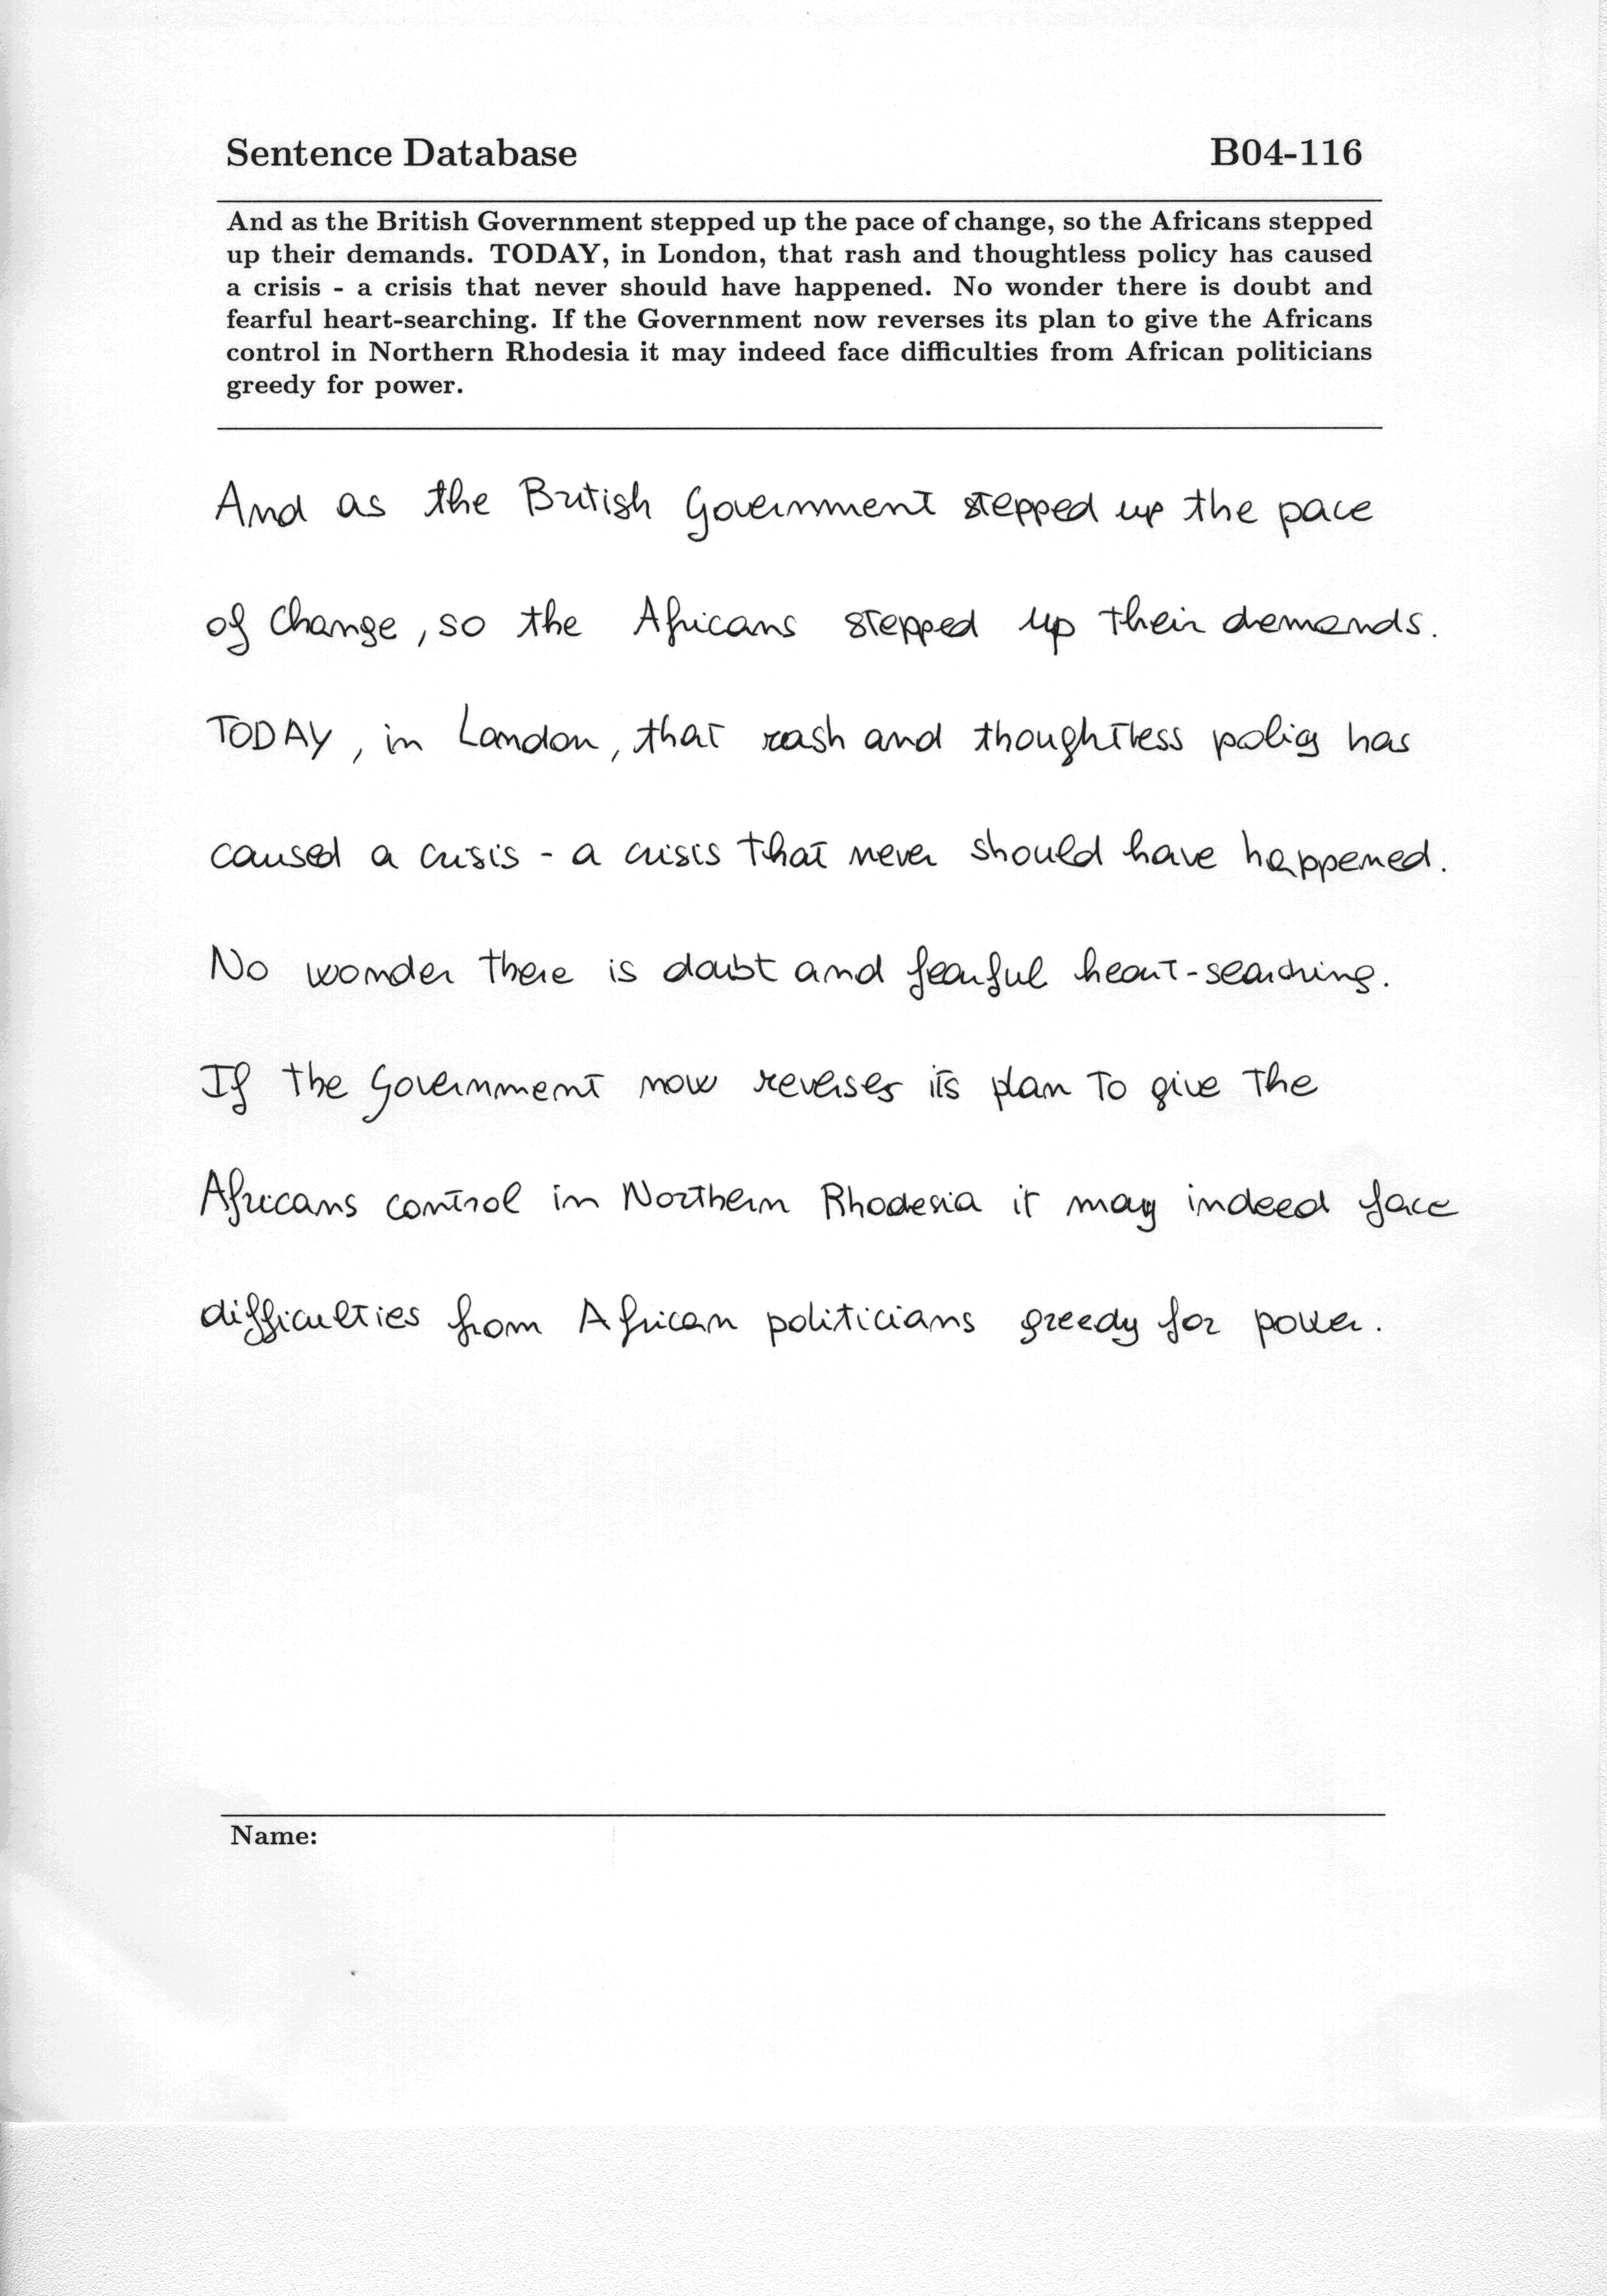 Sentence Database B04-116
And as the British Government stepped up the pace of change, so the Africans stepped
up their demands. TODAY, in London, that rash and thoughtless policy has caused
a crisis - a crisis that never should have happened. No wonder there is doubt and
fearful heart-searching. If the Government now reverses its plan to give the Africans
control in Northern Rhodesia it may indeed face difficulties from African politicians
greedy for power.
And as the British Government stepped up the pace
of change, so the Africans stepped up their demands.
TODAY, in London, that rash and thoughtless policy has
caused a crisis - a crisis that never should have happened.
No wonder there is doubt and fearful heart-searching.
If the Government now reverses its plan to give the
Africans control in Northern Rhodesia it may indeed face
difficulties from African politicians greedy for power.
Name: